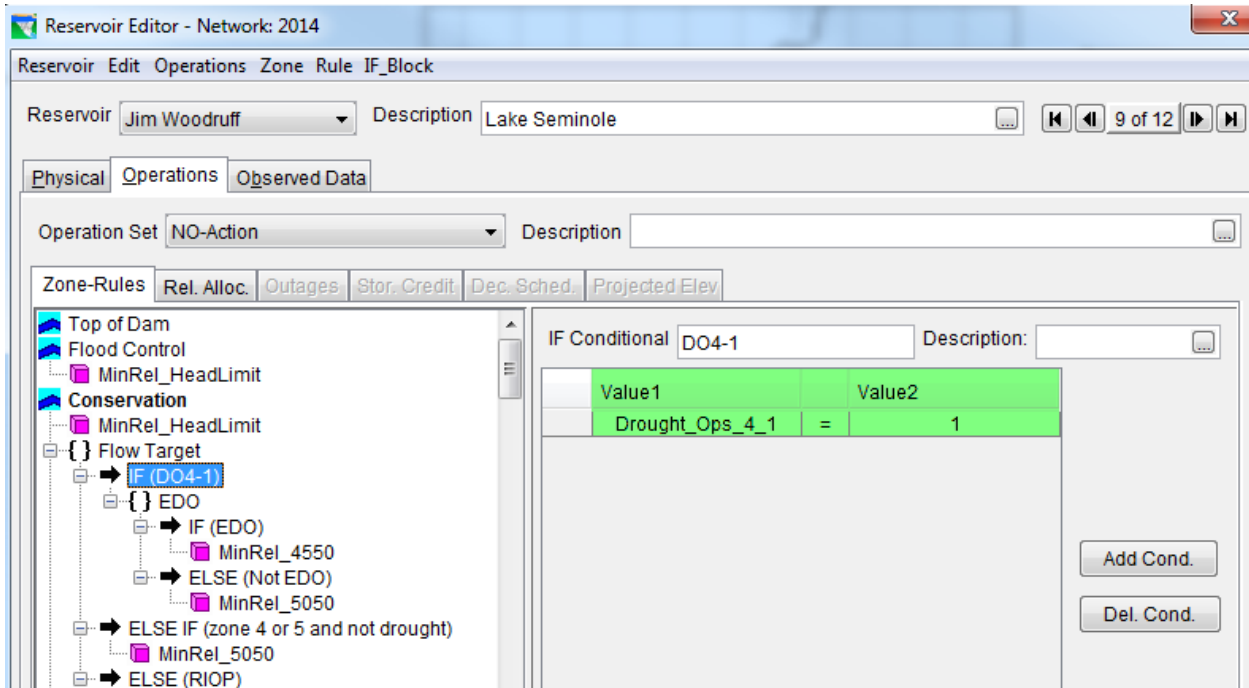 Reservoir Editor - Network: 2014
Reservoir Edit Operations Zone Rule IF_Block
Reservoir Jim Woodruff Description Lake Seminole ... 9 of 12
Physical Operations Observed Data
Operation Set NO-Action Description ...
Zone-Rules Rel. Alloc. Outages Stor. Credit Dec. Sched. Projected Elev
Top of Dam
Flood Control
MinRel_HeadLimit
Conservation
MinRel_HeadLimit
{ } Flow Target
IF (DO4-1)
{ } EDO
IF (EDO)
MinRel_4550
ELSE (Not EDO)
MinRel_5050
ELSE IF (zone 4 or 5 and not drought)
MinRel_5050
ELSE (RIOP)
IF Conditional DO4-1 Description: ...
Value1 Value2
Drought_Ops_4_1 = 1
Add Cond.
Del. Cond.